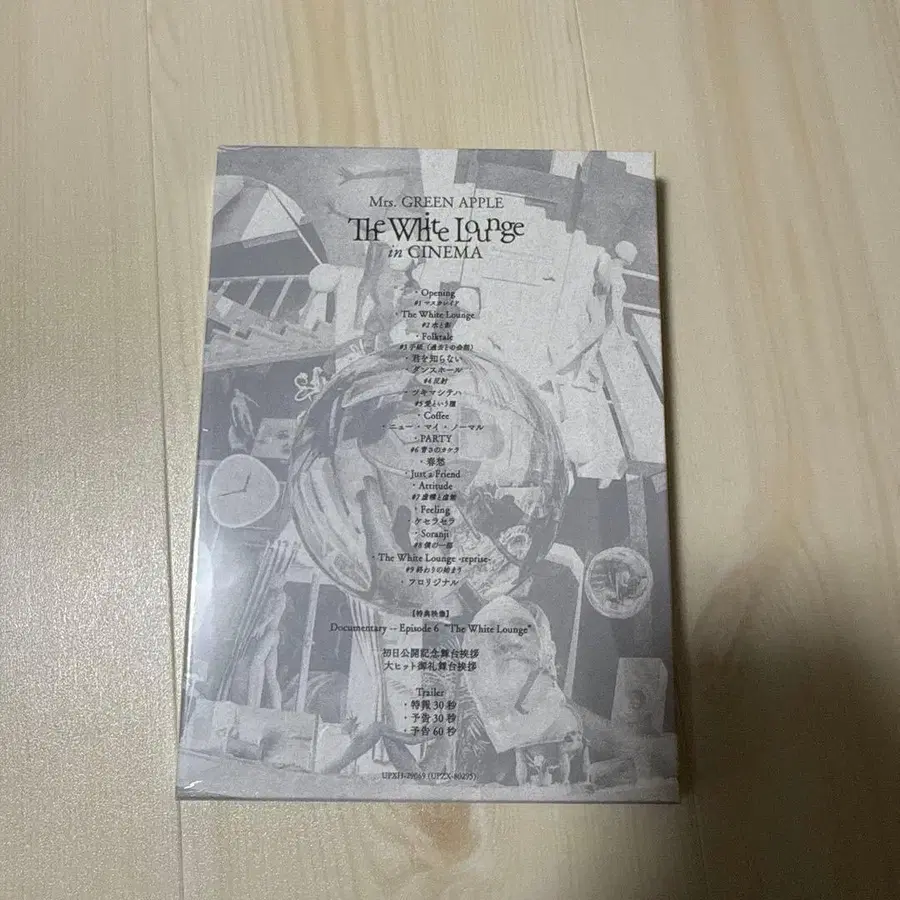 Mrs. GREEN APPLE
The White Lounge
in CINEMA
・Opening
#1 マスカレイド
・The White Lounge
#2 水と影
・Folktale
#3 手紙（過去との会話）
・君を知らない
・ダンスホール
#4 反射
・ツキマシテハ
#5 愛という種
・Coffee
・ニュー・マイ・ノーマル
・PARTY
#6 青さのカケラ
・春愁
・Just a Friend
・Attitude
#7 虚構と虚無
・Feeling
・ケセラセラ
・Soranji
#8 僕の一部
・The White Lounge -reprise-
#9 終わりの始まり
・フロリジナル
【特典映像】
Documentary -- Episode 6 "The White Lounge"
初日公開記念舞台挨拶
大ヒット御礼舞台挨拶
Trailer
・特報 30 秒
・予告 30 秒
・予告 60 秒
UPXH-29069 (UPZX-80295)